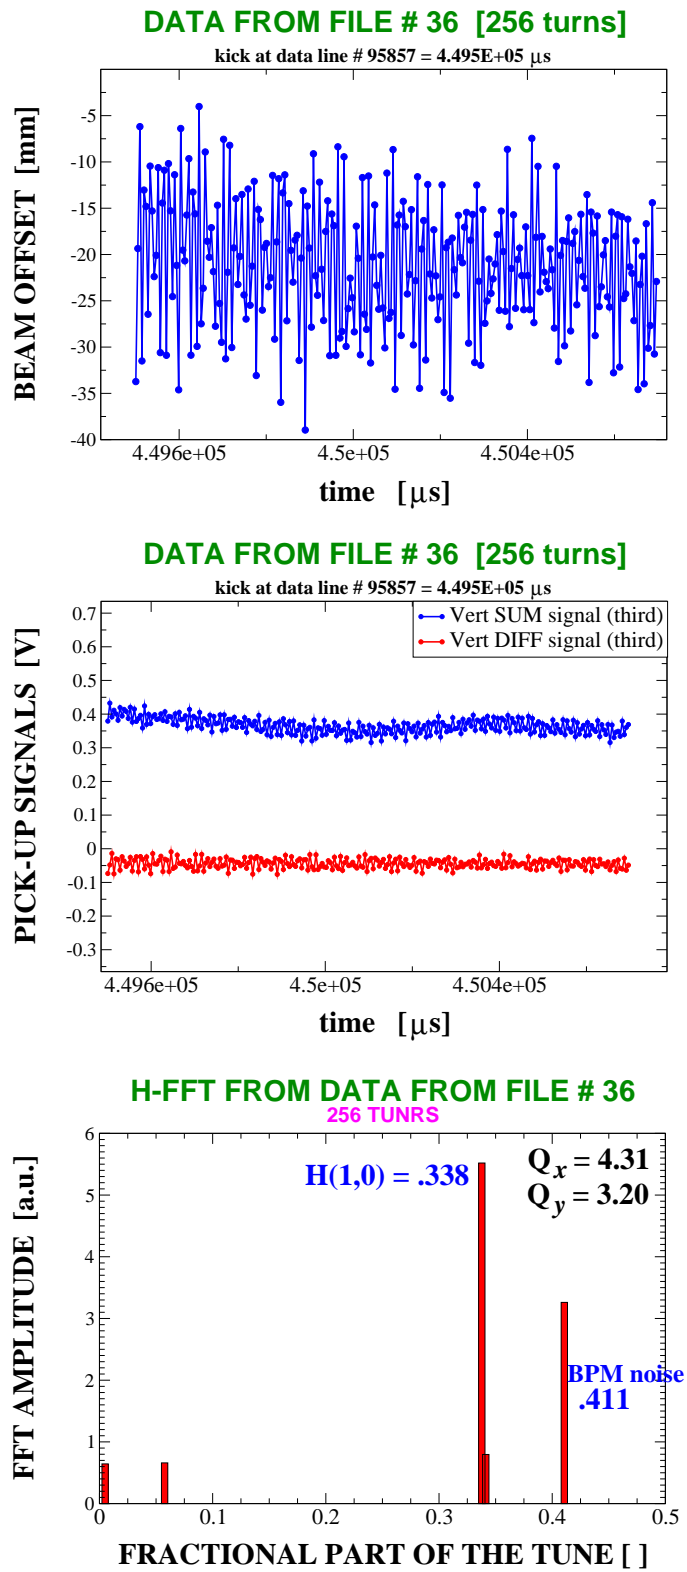 DATA FROM FILE # 36 [256 turns]
kick at data line # 95857 = 4.495E+05 μs
BEAM OFFSET [mm]
-5
-10
-15
-20
-25
-30
-35
-40
4.496e+05 4.5e+05 4.504e+05
time [μs]
DATA FROM FILE # 36 [256 turns]
kick at data line # 95857 = 4.495E+05 μs
PICK-UP SIGNALS [V]
Vert SUM signal (third)
Vert DIFF signal (third)
0.7
0.6
0.5
0.4
0.3
0.2
0.1
0
-0.1
-0.2
-0.3
4.496e+05 4.5e+05 4.504e+05
time [μs]
H-FFT FROM DATA FROM FILE # 36
256 TUNRS
FFT AMPLITUDE [a.u.]
6
5
4
3
2
1
0
H(1,0) = .338
Qx = 4.31
Qy = 3.20
BPM noise
.411
0 0.1 0.2 0.3 0.4 0.5
FRACTIONAL PART OF THE TUNE [ ]